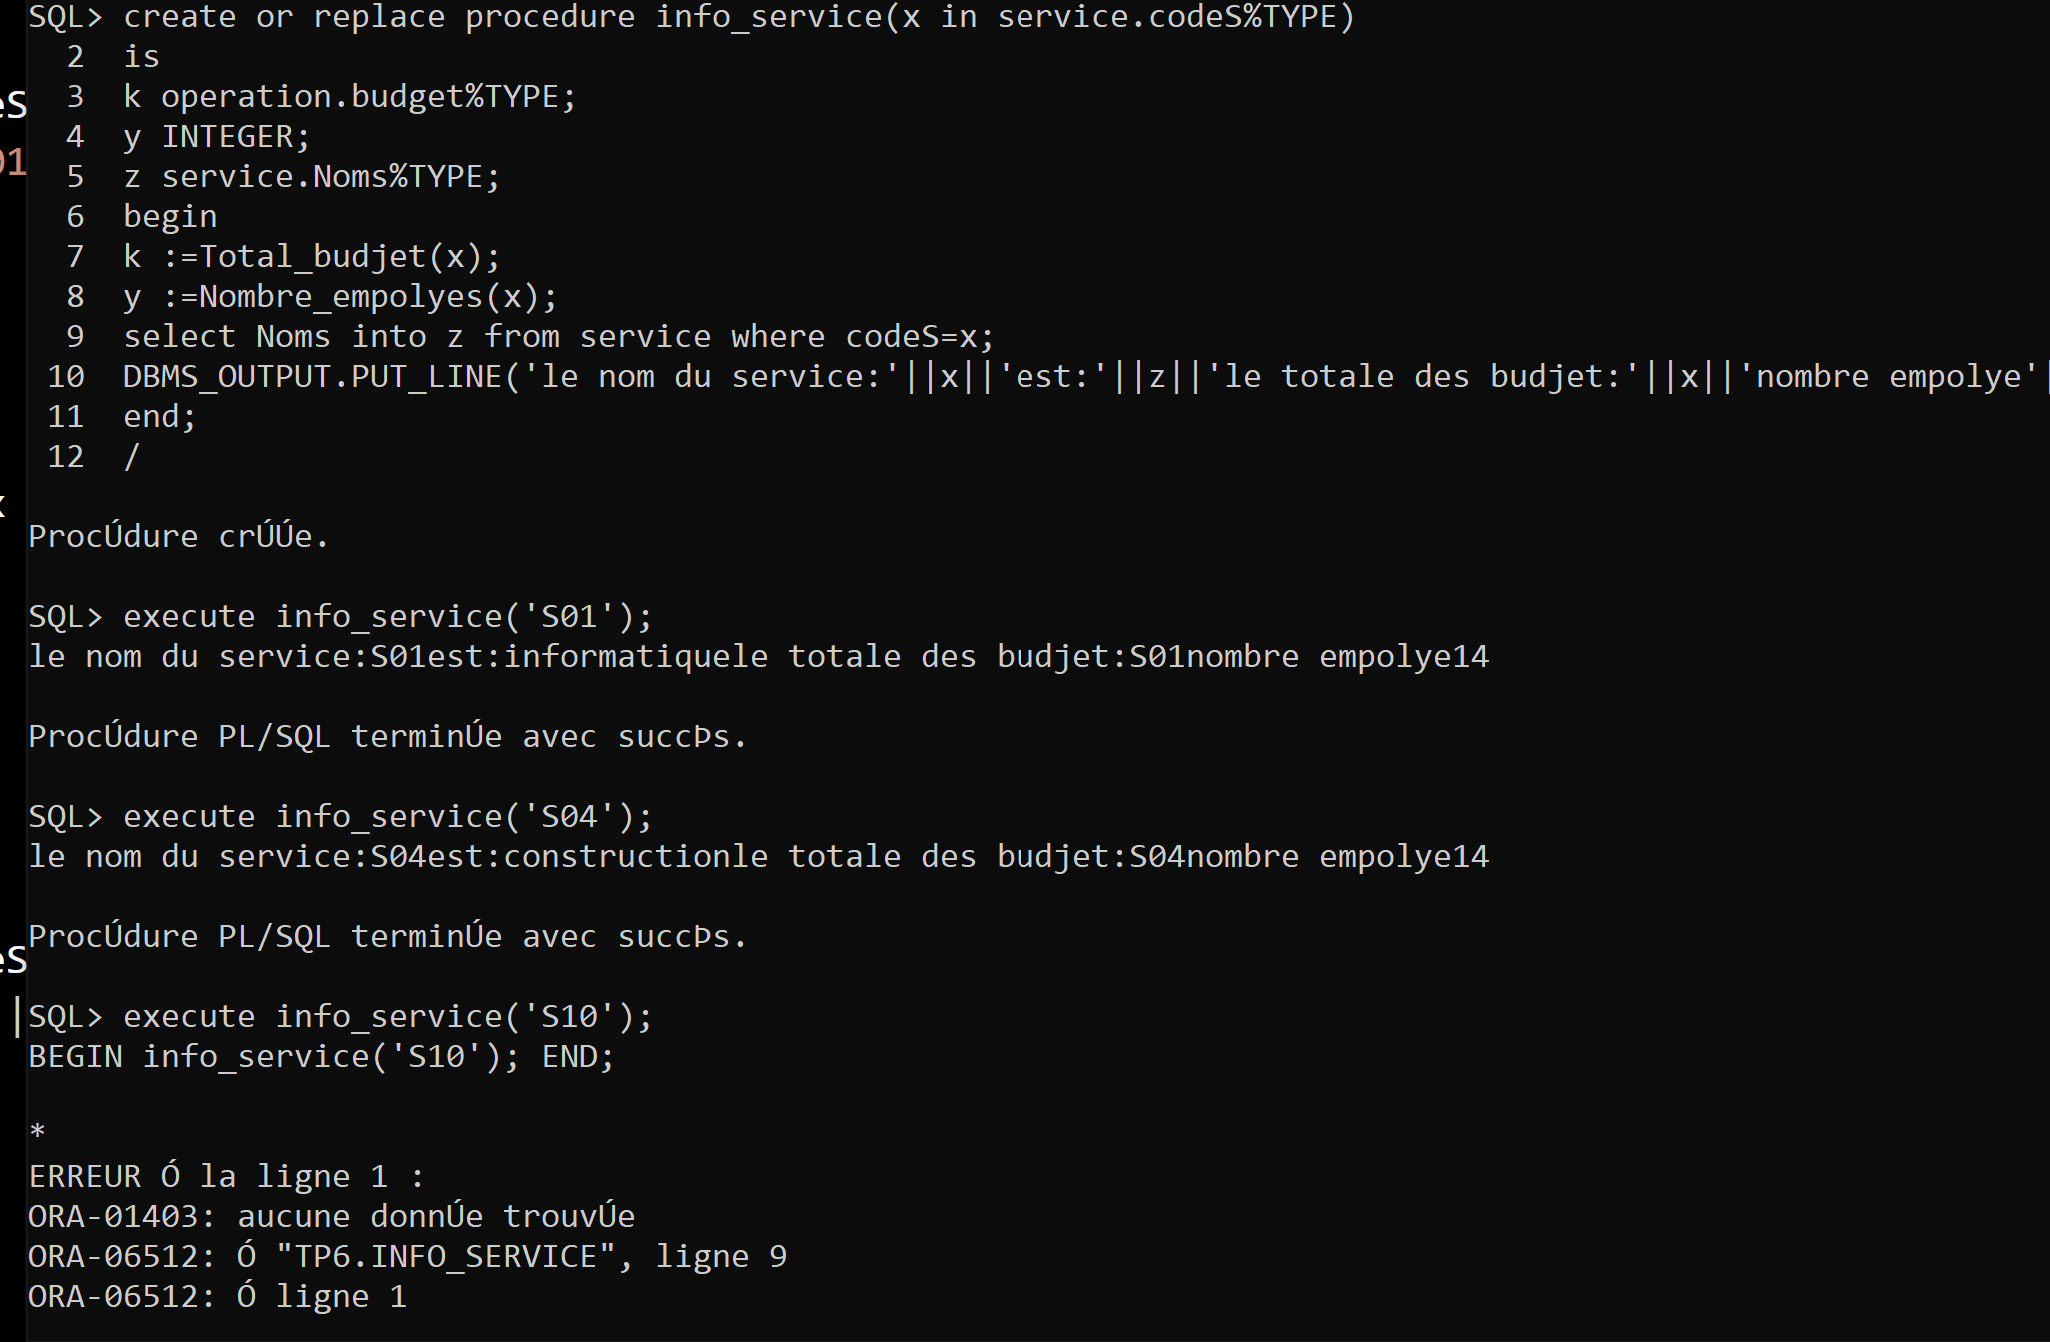 SQL> create or replace procedure info_service(x in service.codeS%TYPE)
2 is
3 k operation.budget%TYPE;
4 y INTEGER;
5 z service.Noms%TYPE;
6 begin
7 k :=Total_budjet(x);
8 y :=Nombre_empolyes(x);
9 select Noms into z from service where codeS=x;
10 DBMS_OUTPUT.PUT_LINE('le nom du service:'||x||'est:'||z||'le totale des budjet:'||x||'nombre empolye'|
11 end;
12 /
ProcÚdure crÚÚe.
SQL> execute info_service('S01');
le nom du service:S01est:informatiquele totale des budjet:S01nombre empolye14
ProcÚdure PL/SQL terminÚe avec succÞs.
SQL> execute info_service('S04');
le nom du service:S04est:constructionle totale des budjet:S04nombre empolye14
ProcÚdure PL/SQL terminÚe avec succÞs.
SQL> execute info_service('S10');
BEGIN info_service('S10'); END;
*
ERREUR Ó la ligne 1 :
ORA-01403: aucune donnÚe trouvÚe
ORA-06512: Ó "TP6.INFO_SERVICE", ligne 9
ORA-06512: Ó ligne 1